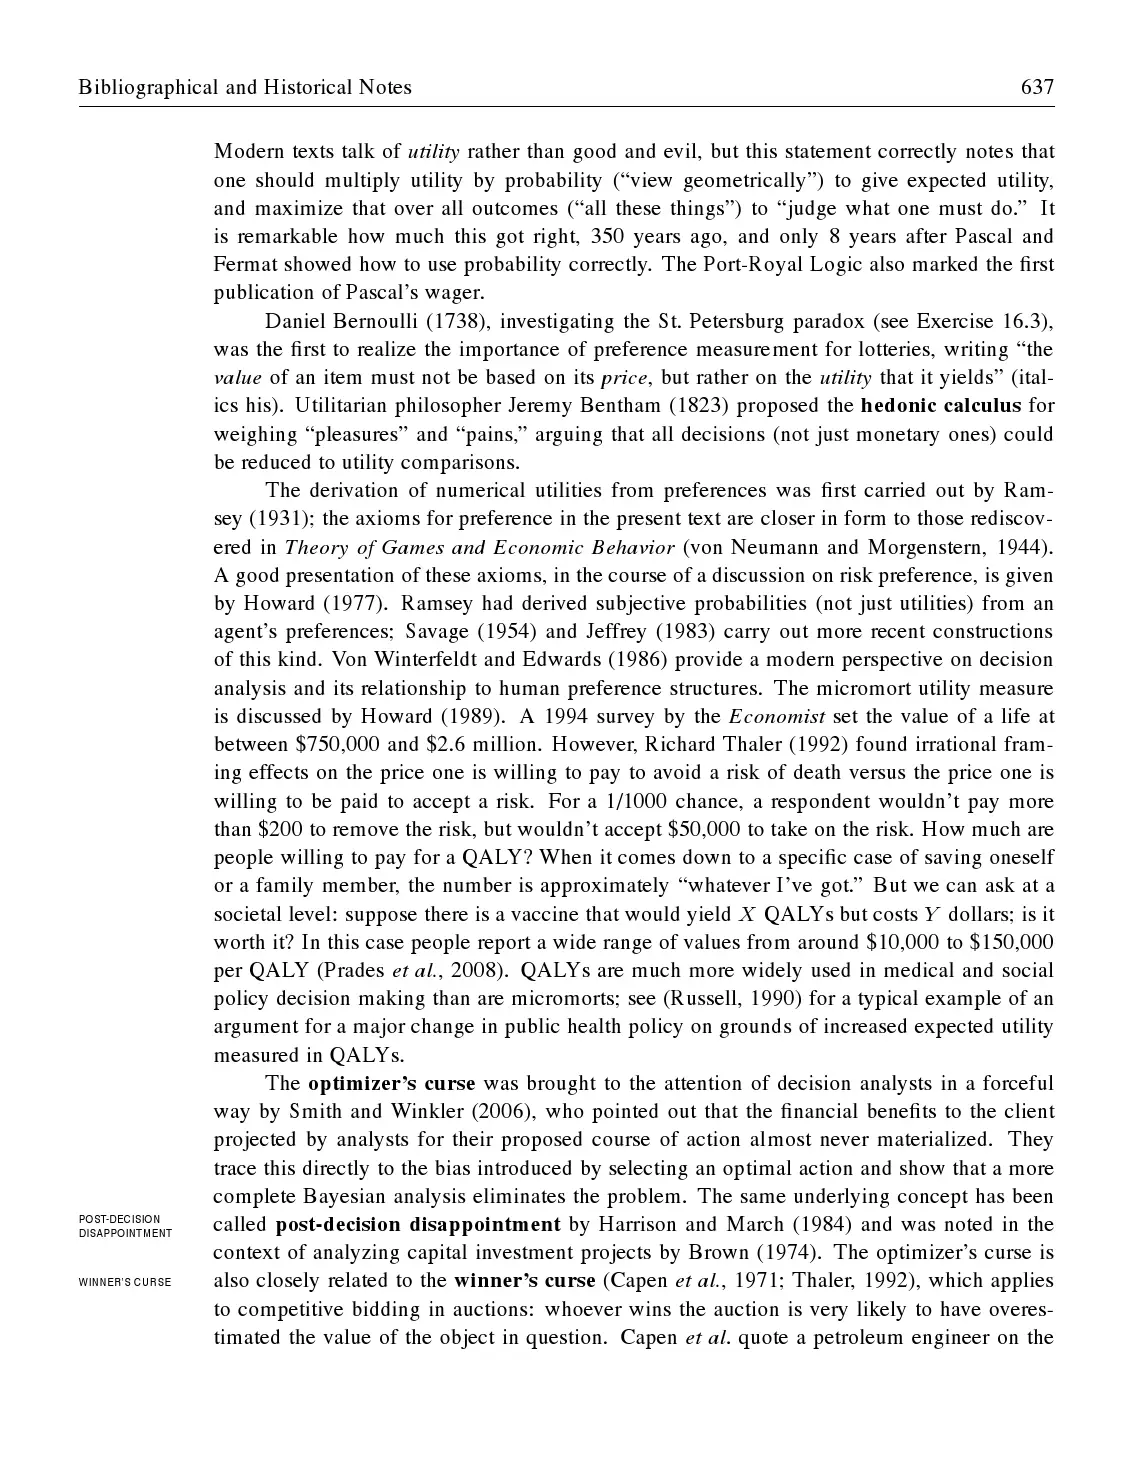 Bibliographical and Historical Notes 637
Modern texts talk of utility rather than good and evil, but this statement correctly notes that
one should multiply utility by probability (“view geometrically”) to give expected utility,
and maximize that over all outcomes (“all these things”) to “judge what one must do.” It
is remarkable how much this got right, 350 years ago, and only 8 years after Pascal and
Fermat showed how to use probability correctly. The Port-Royal Logic also marked the first
publication of Pascal’s wager.
Daniel Bernoulli (1738), investigating the St. Petersburg paradox (see Exercise 16.3),
was the first to realize the importance of preference measurement for lotteries, writing “the
value of an item must not be based on its price, but rather on the utility that it yields” (ital-
ics his). Utilitarian philosopher Jeremy Bentham (1823) proposed the hedonic calculus for
weighing “pleasures” and “pains,” arguing that all decisions (not just monetary ones) could
be reduced to utility comparisons.
The derivation of numerical utilities from preferences was first carried out by Ram-
sey (1931); the axioms for preference in the present text are closer in form to those rediscov-
ered in Theory of Games and Economic Behavior (von Neumann and Morgenstern, 1944).
A good presentation of these axioms, in the course of a discussion on risk preference, is given
by Howard (1977). Ramsey had derived subjective probabilities (not just utilities) from an
agent’s preferences; Savage (1954) and Jeffrey (1983) carry out more recent constructions
of this kind. Von Winterfeldt and Edwards (1986) provide a modern perspective on decision
analysis and its relationship to human preference structures. The micromort utility measure
is discussed by Howard (1989). A 1994 survey by the Economist set the value of a life at
between $750,000 and $2.6 million. However, Richard Thaler (1992) found irrational fram-
ing effects on the price one is willing to pay to avoid a risk of death versus the price one is
willing to be paid to accept a risk. For a 1/1000 chance, a respondent wouldn’t pay more
than $200 to remove the risk, but wouldn’t accept $50,000 to take on the risk. How much are
people willing to pay for a QALY? When it comes down to a specific case of saving oneself
or a family member, the number is approximately “whatever I’ve got.” But we can ask at a
societal level: suppose there is a vaccine that would yield X QALYs but costs Y dollars; is it
worth it? In this case people report a wide range of values from around $10,000 to $150,000
per QALY (Prades et al., 2008). QALYs are much more widely used in medical and social
policy decision making than are micromorts; see (Russell, 1990) for a typical example of an
argument for a major change in public health policy on grounds of increased expected utility
measured in QALYs.
The optimizer’s curse was brought to the attention of decision analysts in a forceful
way by Smith and Winkler (2006), who pointed out that the financial benefits to the client
projected by analysts for their proposed course of action almost never materialized. They
trace this directly to the bias introduced by selecting an optimal action and show that a more
complete Bayesian analysis eliminates the problem. The same underlying concept has been
POST-DECISION
DISAPPOINTMENT
called post-decision disappointment by Harrison and March (1984) and was noted in the
context of analyzing capital investment projects by Brown (1974). The optimizer’s curse is
WINNER’S CURSE
also closely related to the winner’s curse (Capen et al., 1971; Thaler, 1992), which applies
to competitive bidding in auctions: whoever wins the auction is very likely to have overes-
timated the value of the object in question. Capen et al. quote a petroleum engineer on the